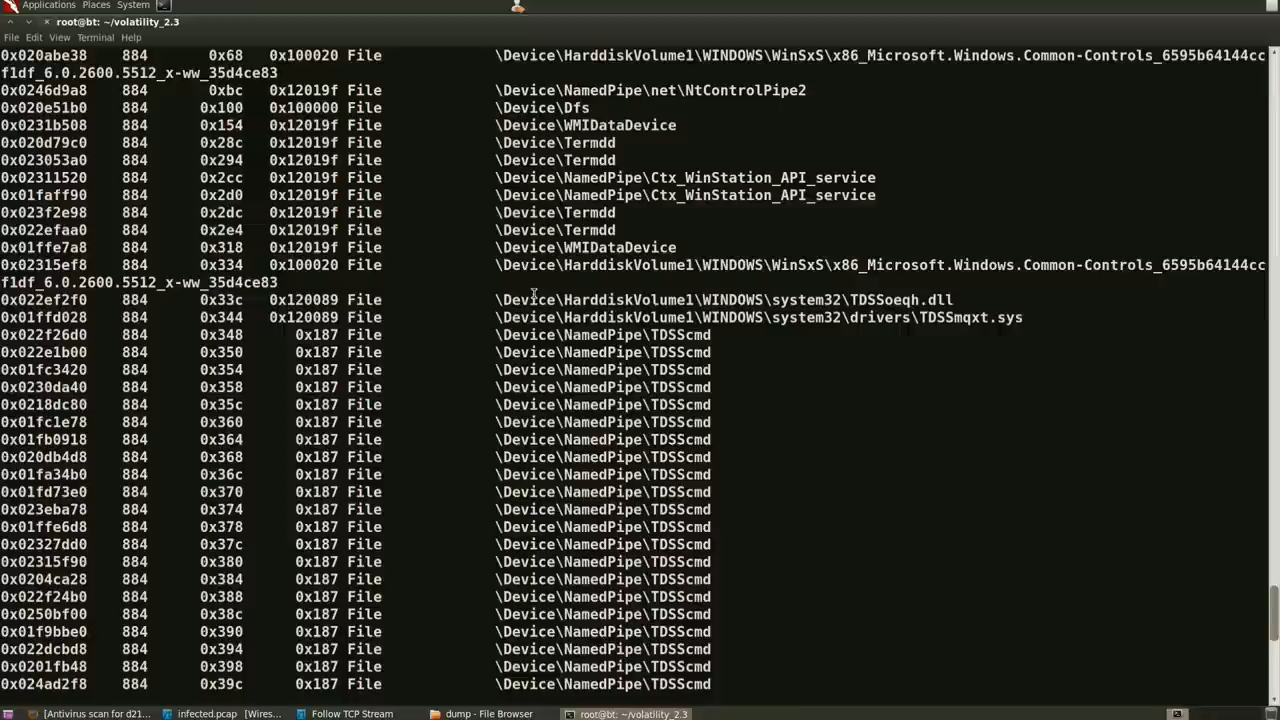 Applications Places System
root@bt: ~/volatility_2.3
File Edit View Terminal Help
0x020abe38 884 0x68 0x100020 File \Device\HarddiskVolume1\WINDOWS\WinSxS\x86_Microsoft.Windows.Common-Controls_6595b64144cc
f1df_6.0.2600.5512_x-ww_35d4ce83
0x0246d9a8 884 0xbc 0x12019f File \Device\NamedPipe\net\NtControlPipe2
0x020e51b0 884 0x100 0x100000 File \Device\Dfs
0x0231b508 884 0x154 0x12019f File \Device\WMIDataDevice
0x020d79c0 884 0x28c 0x12019f File \Device\Termdd
0x023053a0 884 0x294 0x12019f File \Device\Termdd
0x02311520 884 0x2cc 0x12019f File \Device\NamedPipe\Ctx_WinStation_API_service
0x01faff90 884 0x2d0 0x12019f File \Device\NamedPipe\Ctx_WinStation_API_service
0x023f2e98 884 0x2dc 0x12019f File \Device\Termdd
0x022efaa0 884 0x2e4 0x12019f File \Device\Termdd
0x01ffe7a8 884 0x318 0x12019f File \Device\WMIDataDevice
0x02315ef8 884 0x334 0x100020 File \Device\HarddiskVolume1\WINDOWS\WinSxS\x86_Microsoft.Windows.Common-Controls_6595b64144cc
f1df_6.0.2600.5512_x-ww_35d4ce83
0x022ef2f0 884 0x33c 0x120089 File \Device\HarddiskVolume1\WINDOWS\system32\TDSSoeqh.dll
0x01ffd028 884 0x344 0x120089 File \Device\HarddiskVolume1\WINDOWS\system32\drivers\TDSSmqxt.sys
0x022f26d0 884 0x348 0x187 File \Device\NamedPipe\TDSScmd
0x022e1b00 884 0x350 0x187 File \Device\NamedPipe\TDSScmd
0x01fc3420 884 0x354 0x187 File \Device\NamedPipe\TDSScmd
0x0230da40 884 0x358 0x187 File \Device\NamedPipe\TDSScmd
0x0218dc80 884 0x35c 0x187 File \Device\NamedPipe\TDSScmd
0x01fc1e78 884 0x360 0x187 File \Device\NamedPipe\TDSScmd
0x01fb0918 884 0x364 0x187 File \Device\NamedPipe\TDSScmd
0x020db4d8 884 0x368 0x187 File \Device\NamedPipe\TDSScmd
0x01fa34b0 884 0x36c 0x187 File \Device\NamedPipe\TDSScmd
0x01fd73e0 884 0x370 0x187 File \Device\NamedPipe\TDSScmd
0x023eba78 884 0x374 0x187 File \Device\NamedPipe\TDSScmd
0x01ffe6d8 884 0x378 0x187 File \Device\NamedPipe\TDSScmd
0x02327dd0 884 0x37c 0x187 File \Device\NamedPipe\TDSScmd
0x02315f90 884 0x380 0x187 File \Device\NamedPipe\TDSScmd
0x0204ca28 884 0x384 0x187 File \Device\NamedPipe\TDSScmd
0x022f24b0 884 0x388 0x187 File \Device\NamedPipe\TDSScmd
0x0250bf00 884 0x38c 0x187 File \Device\NamedPipe\TDSScmd
0x01f9bbe0 884 0x390 0x187 File \Device\NamedPipe\TDSScmd
0x022dcbd8 884 0x394 0x187 File \Device\NamedPipe\TDSScmd
0x0201fb48 884 0x398 0x187 File \Device\NamedPipe\TDSScmd
0x024ad2f8 884 0x39c 0x187 File \Device\NamedPipe\TDSScmd
[Antivirus scan for d21... infected.pcap [Wires... Follow TCP Stream dump - File Browser root@bt: ~/volatility_2.3